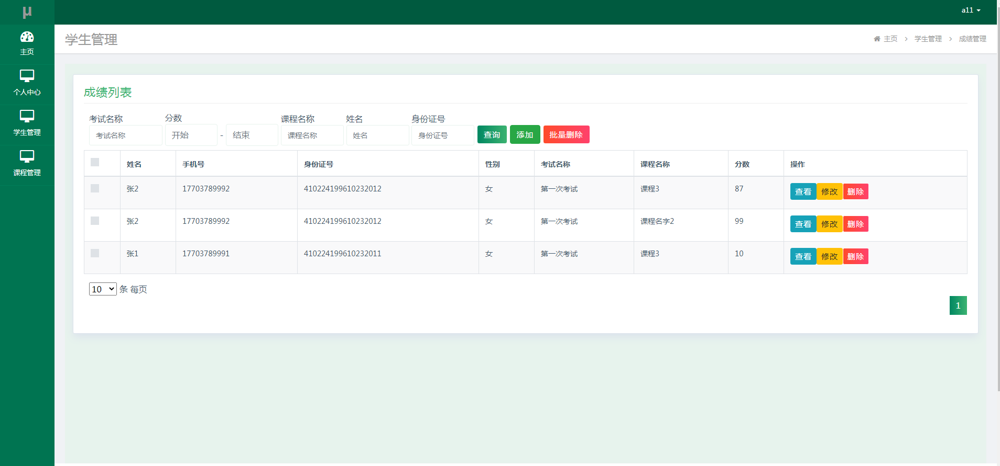 µ
a11
主页
个人中心
学生管理
课程管理
学生管理
主页 > 学生管理 > 成绩管理
成绩列表
考试名称 分数 课程名称 姓名 身份证号
考试名称 开始 - 结束 课程名称 姓名 身份证号 查询 添加 批量删除
姓名 手机号 身份证号 性别 考试名称 课程名称 分数 操作
张2 17703789992 410224199610232012 女 第一次考试 课程3 87 查看 修改 删除
张2 17703789992 410224199610232012 女 第一次考试 课程名字2 99 查看 修改 删除
张1 17703789991 410224199610232011 女 第一次考试 课程3 10 查看 修改 删除
10 条 每页
1